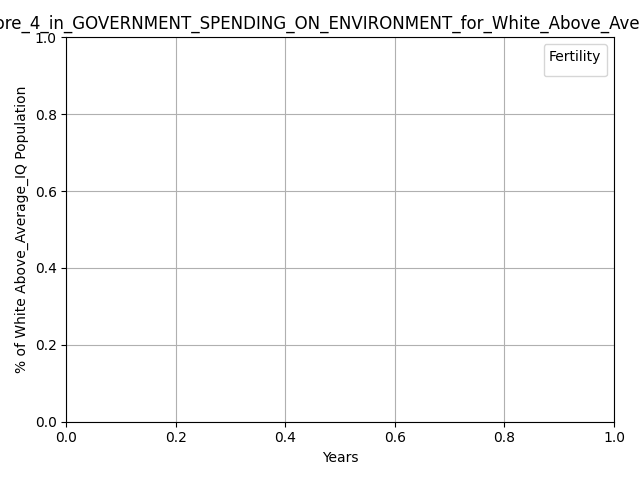 ore_4_in_GOVERNMENT_SPENDING_ON_ENVIRONMENT_for_White_Above_Ave
Fertility
% of White Above_Average_IQ Population
1.0
0.8
0.6
0.4
0.2
0.0
0.0 0.2 0.4 0.6 0.8 1.0
Years